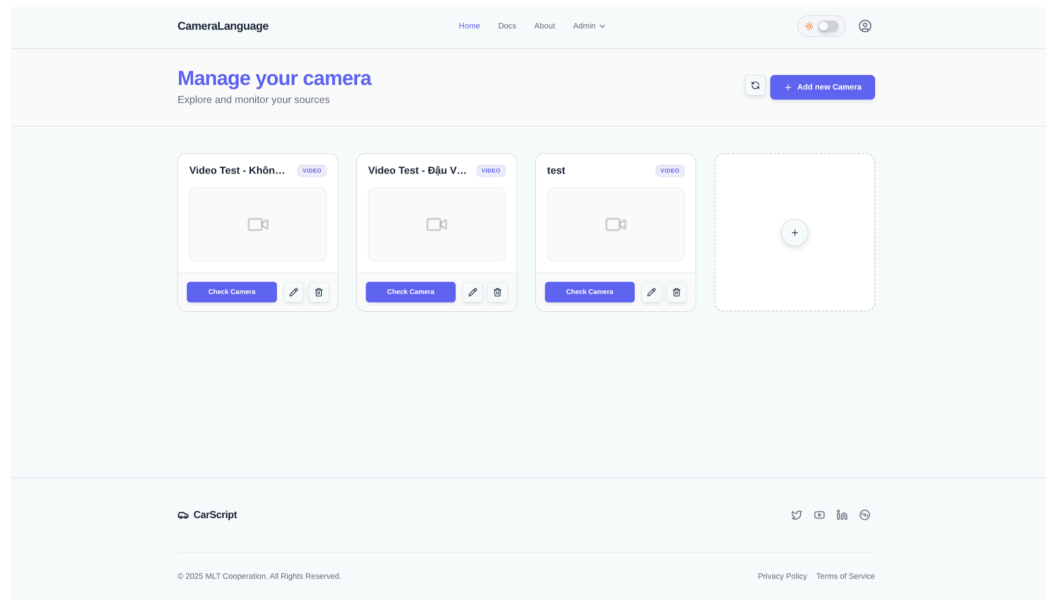 CameraLanguage
Home Docs About Admin
Manage your camera
Explore and monitor your sources
+ Add new Camera
Video Test - Khôn... VIDEO
Video Test - Đậu V... VIDEO
test VIDEO
Check Camera
Check Camera
Check Camera
CarScript
© 2025 MLT Cooperation. All Rights Reserved.
Privacy Policy Terms of Service